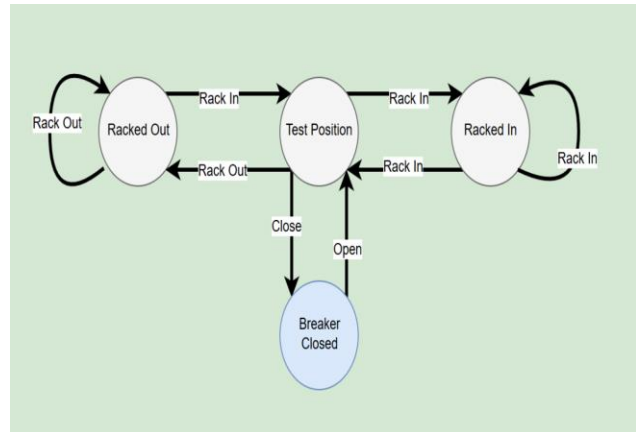 Rack In
Rack In
Rack Out
Racked Out
Test Position
Racked In
Rack In
Rack Out
Rack In
Close
Open
Breaker
Closed